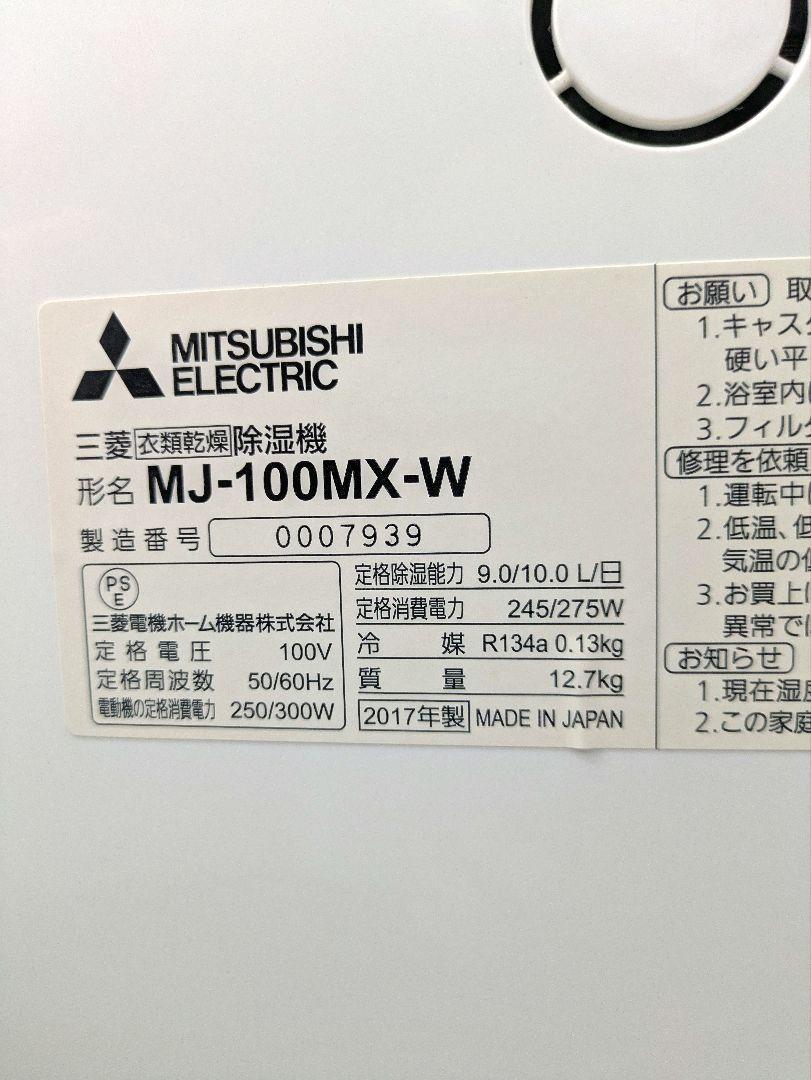 MITSUBISHI
ELECTRIC
三菱 衣類乾燥 除湿機
形名 MJ-100MX-W
製造番号 0007939
PS
E
三菱電機ホーム機器株式会社
定格電圧 100V
定格周波数 50/60Hz
電動機の定格消費電力 250/300W
定格除湿能力 9.0/10.0 L/日
定格消費電力 245/275W
冷媒 R134a 0.13kg
質量 12.7kg
2017年製 MADE IN JAPAN
お願い 取
1.キャス
硬い平
2.浴室内
3.フィル
修理を依頼
1.運転中
2.低温、低
気温の
3.お買上
異常で
お知らせ
1.現在湿度
2.この家庭